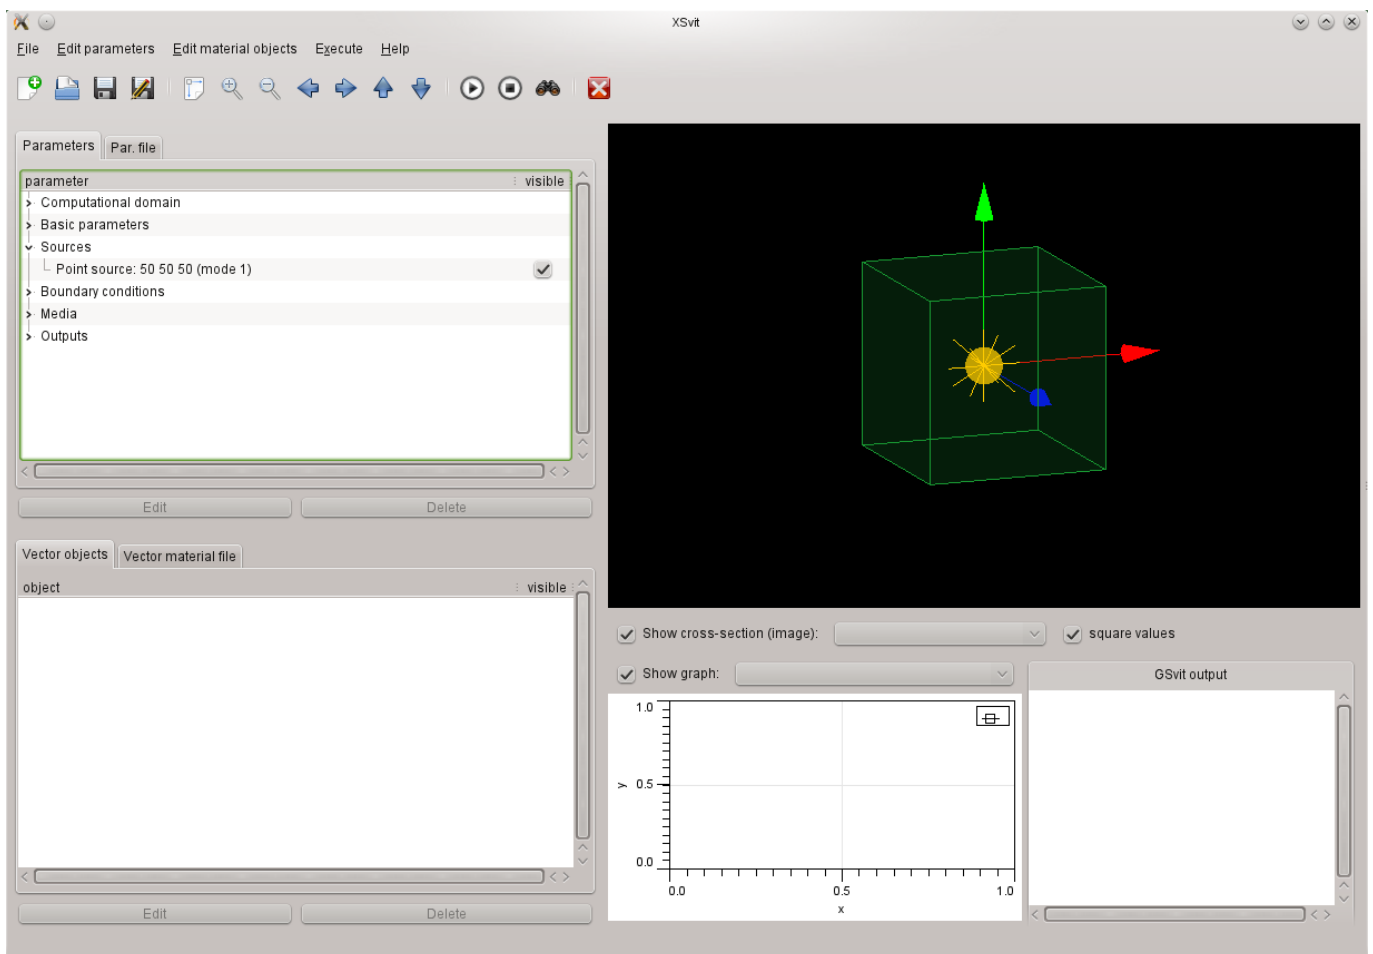 XSvit
File Edit parameters Edit material objects Execute Help
Parameters Par. file
parameter visible
Computational domain
Basic parameters
Sources
Point source: 50 50 50 (mode 1)
Boundary conditions
Media
Outputs
Edit Delete
Vector objects Vector material file
object visible
Edit Delete
Show cross-section (image): square values
Show graph:
GSvit output
1.0
y 0.5
0.0
0.0 0.5 1.0
x